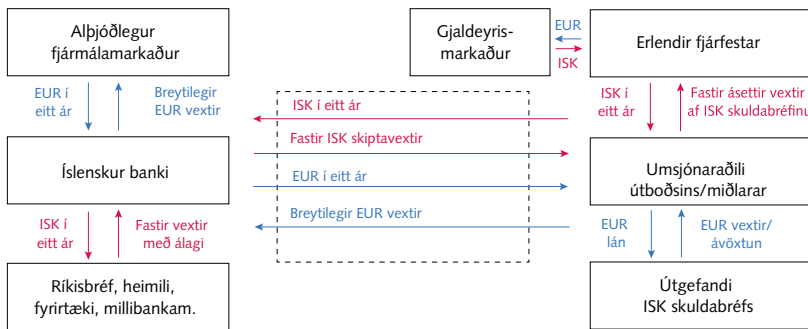 Alþjóðlegur
fjármálamarkaður
Gjaldeyris-
markaður
EUR
ISK
Erlendir fjárfestar
EUR í
eitt ár
Breytilegir
EUR vextir
ISK í eitt ár
ISK í
eitt ár
Fastir ásettir vextir
af ISK skuldabréfinu
Fastir ISK skiptavextir
Íslenskur banki
EUR í eitt ár
Umsjónaraðili
útboðsins/miðlarar
Breytilegir EUR vextir
ISK í
eitt ár
Fastir vextir
með álagi
EUR
lán
EUR vextir/
ávöxtun
Ríkisbréf, heimili,
fyrirtæki, millibankam.
Útgefandi
ISK skuldabréfs